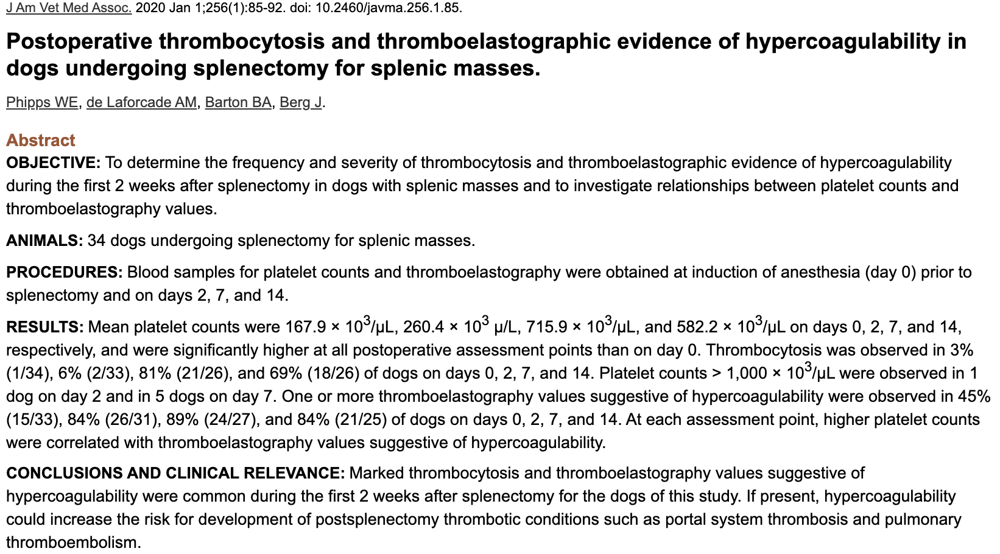 J Am Vet Med Assoc. 2020 Jan 1;256(1):85-92. doi: 10.2460/javma.256.1.85.
Postoperative thrombocytosis and thromboelastographic evidence of hypercoagulability in
dogs undergoing splenectomy for splenic masses.
Phipps WE, de Laforcade AM, Barton BA, Berg J.
Abstract
OBJECTIVE: To determine the frequency and severity of thrombocytosis and thromboelastographic evidence of hypercoagulability
during the first 2 weeks after splenectomy in dogs with splenic masses and to investigate relationships between platelet counts and
thromboelastography values.
ANIMALS: 34 dogs undergoing splenectomy for splenic masses.
PROCEDURES: Blood samples for platelet counts and thromboelastography were obtained at induction of anesthesia (day 0) prior to
splenectomy and on days 2, 7, and 14.
RESULTS: Mean platelet counts were 167.9 × 10³/μL, 260.4 × 10³ μ/L, 715.9 × 10³/μL, and 582.2 × 10³/μL on days 0, 2, 7, and 14,
respectively, and were significantly higher at all postoperative assessment points than on day 0. Thrombocytosis was observed in 3%
(1/34), 6% (2/33), 81% (21/26), and 69% (18/26) of dogs on days 0, 2, 7, and 14. Platelet counts > 1,000 × 10³/μL were observed in 1
dog on day 2 and in 5 dogs on day 7. One or more thromboelastography values suggestive of hypercoagulability were observed in 45%
(15/33), 84% (26/31), 89% (24/27), and 84% (21/25) of dogs on days 0, 2, 7, and 14. At each assessment point, higher platelet counts
were correlated with thromboelastography values suggestive of hypercoagulability.
CONCLUSIONS AND CLINICAL RELEVANCE: Marked thrombocytosis and thromboelastography values suggestive of
hypercoagulability were common during the first 2 weeks after splenectomy for the dogs of this study. If present, hypercoagulability
could increase the risk for development of postsplenectomy thrombotic conditions such as portal system thrombosis and pulmonary
thromboembolism.